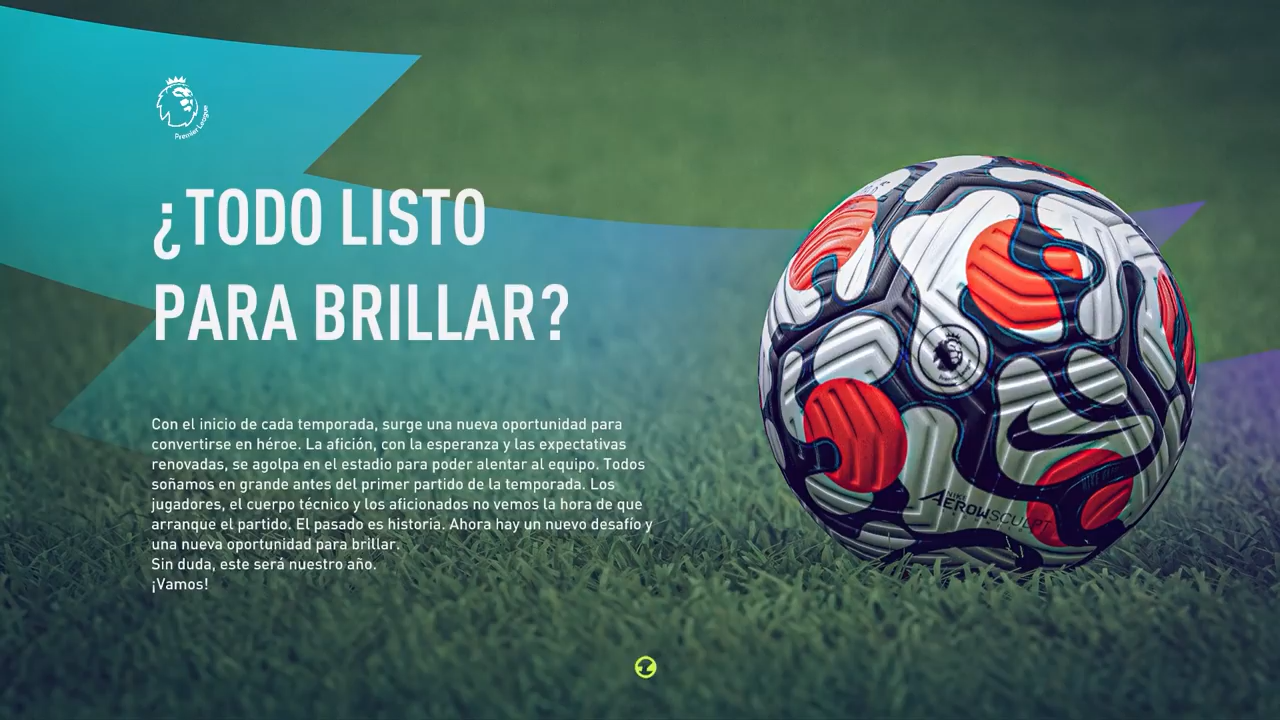 Premier League
¿TODO LISTO
PARA BRILLAR?
Con el inicio de cada temporada, surge una nueva oportunidad para
convertirse en héroe. La afición, con la esperanza y las expectativas
renovadas, se agolpa en el estadio para poder alentar al equipo. Todos
soñamos en grande antes del primer partido de la temporada. Los
jugadores, el cuerpo técnico y los aficionados no vemos la hora de que
arranque el partido. El pasado es historia. Ahora hay un nuevo desafío y
una nueva oportunidad para brillar.
Sin duda, este será nuestro año.
¡Vamos!
NIKE
AEROWSCULPT